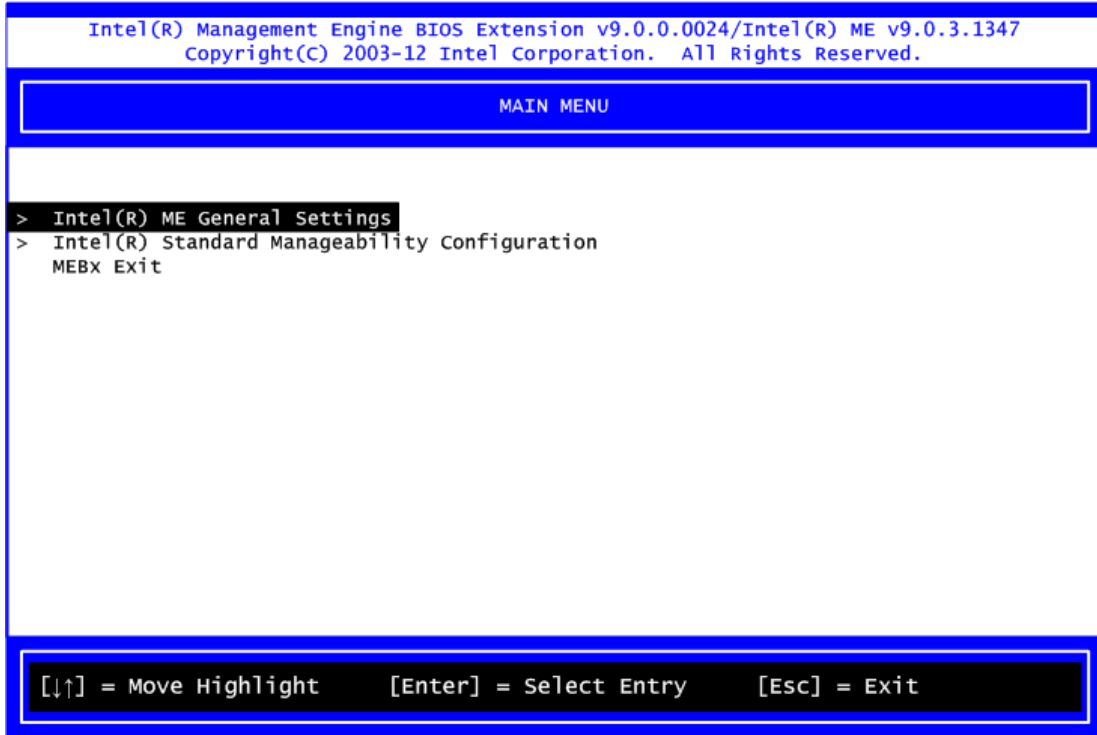 Intel(R) Management Engine BIOS Extension v9.0.0.0024/Intel(R) ME v9.0.3.1347
Copyright(C) 2003-12 Intel Corporation.  All Rights Reserved.
MAIN MENU
> Intel(R) ME General Settings
> Intel(R) Standard Manageability Configuration
MEBx Exit
[↓↑] = Move Highlight [Enter] = Select Entry [Esc] = Exit